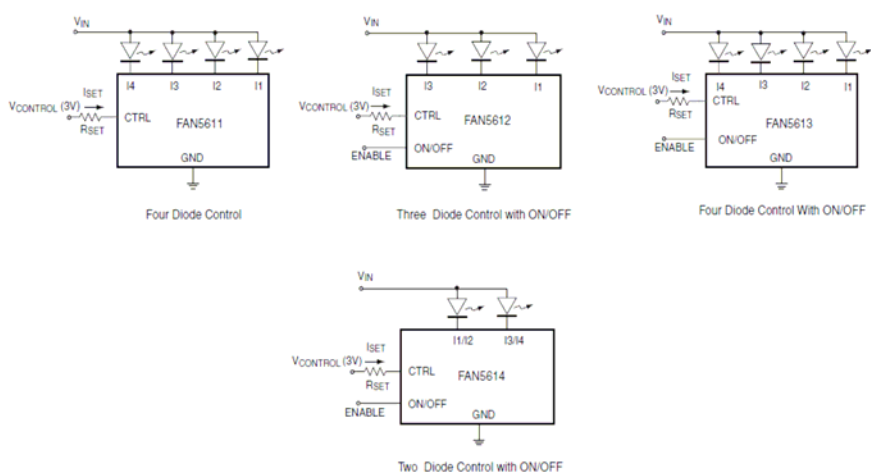 VIN
I4 I3 I2 I1
ISET
VCONTROL (3V)
RSET
CTRL
FAN5611
GND
Four Diode Control
VIN
I3 I2 I1
ISET
VCONTROL (3V)
RSET
CTRL
FAN5612
ENABLE
ON/OFF
GND
Three Diode Control with ON/OFF
VIN
I4 I3 I2 I1
ISET
VCONTROL (3V)
RSET
CTRL
FAN5613
ENABLE
ON/OFF
GND
Four Diode Control With ON/OFF
VIN
I1/I2 I3/I4
ISET
VCONTROL (3V)
RSET
CTRL
FAN5614
ENABLE
ON/OFF
GND
Two Diode Control with ON/OFF